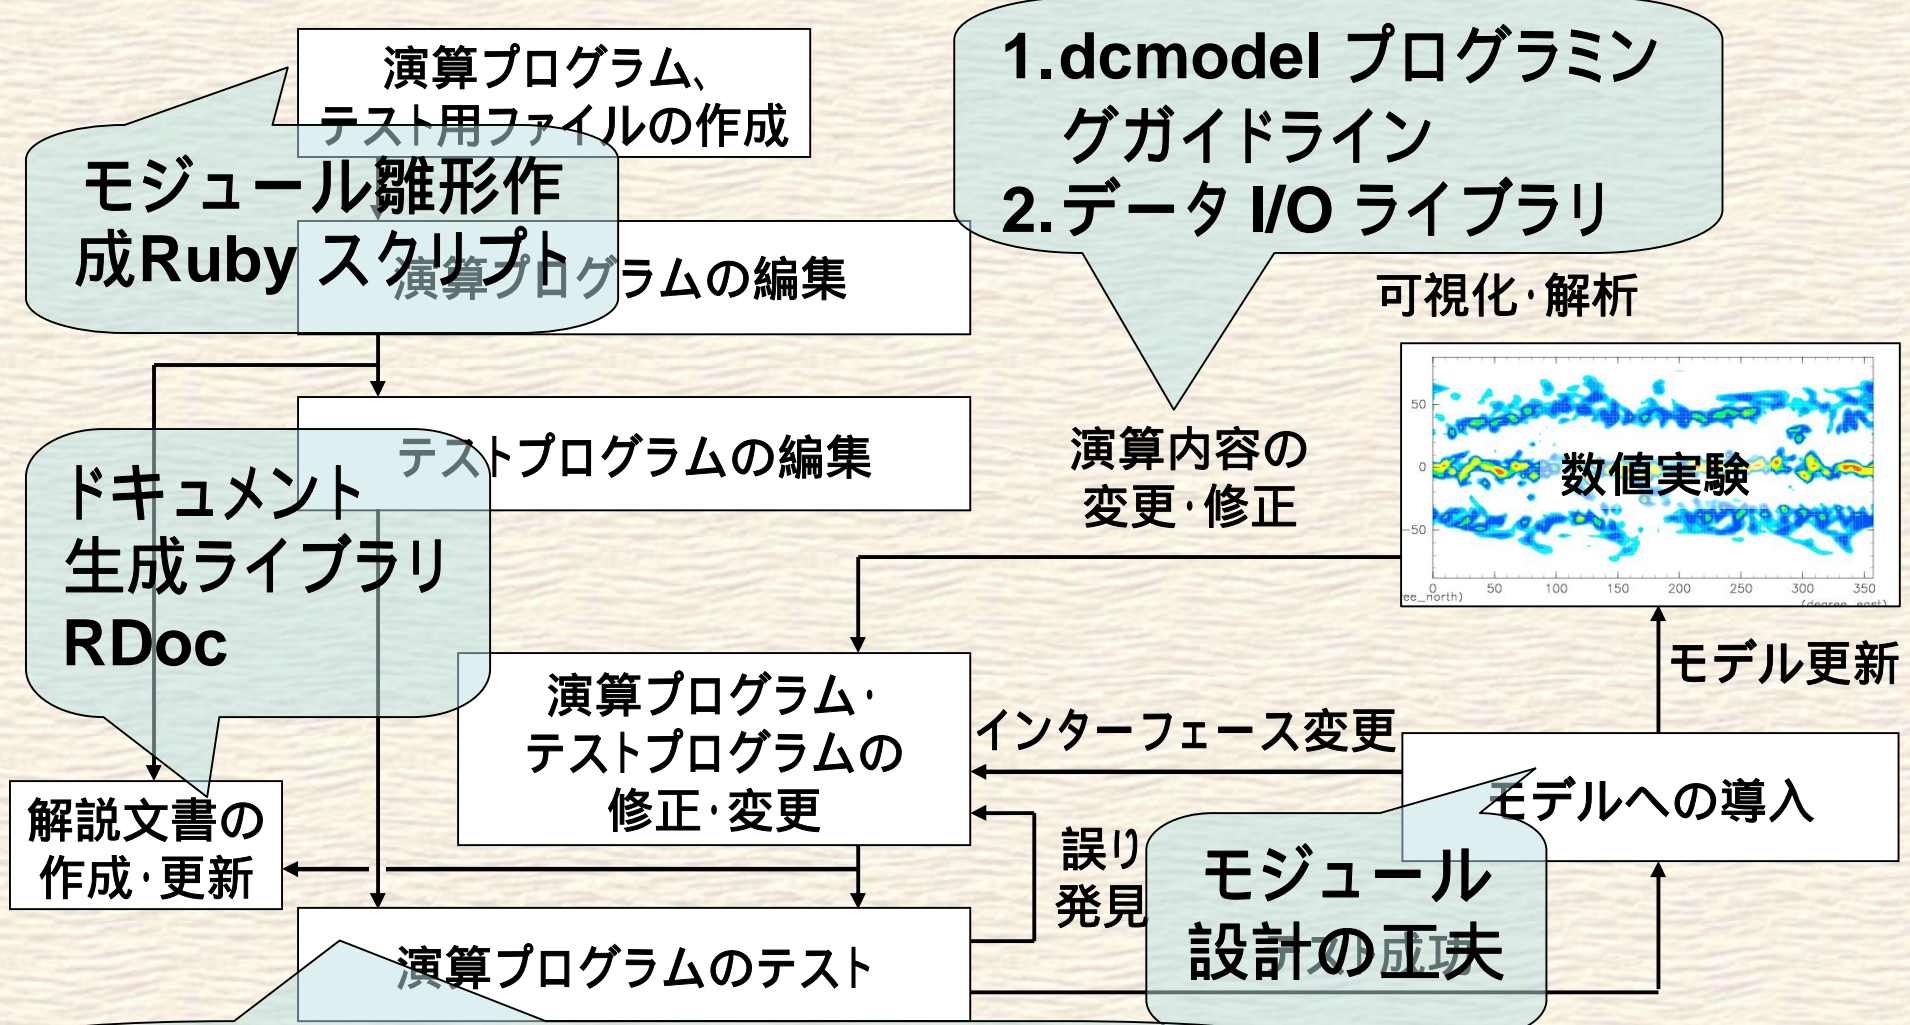 演算プログラム、
テスト用ファイルの作成
モジュール雛形作
成Ruby スクリプト
演算プログラムの編集
1.dcmodel プログラミン
グガイドライン
2.データ I/O ライブラリ
可視化・解析
テストプログラムの編集
ドキュメント
生成ライブラリ
RDoc
演算内容の
変更・修正
50
0
-50
数値実験
0 50 100 150 200 250 300 350
ee_north)
(degree_east)
モデル更新
演算プログラム・
テストプログラムの
修正・変更
インターフェース変更
モデルへの導入
解説文書の
作成・更新
誤り
発見
モジュール
設計の工夫
テスト成功
演算プログラムのテスト